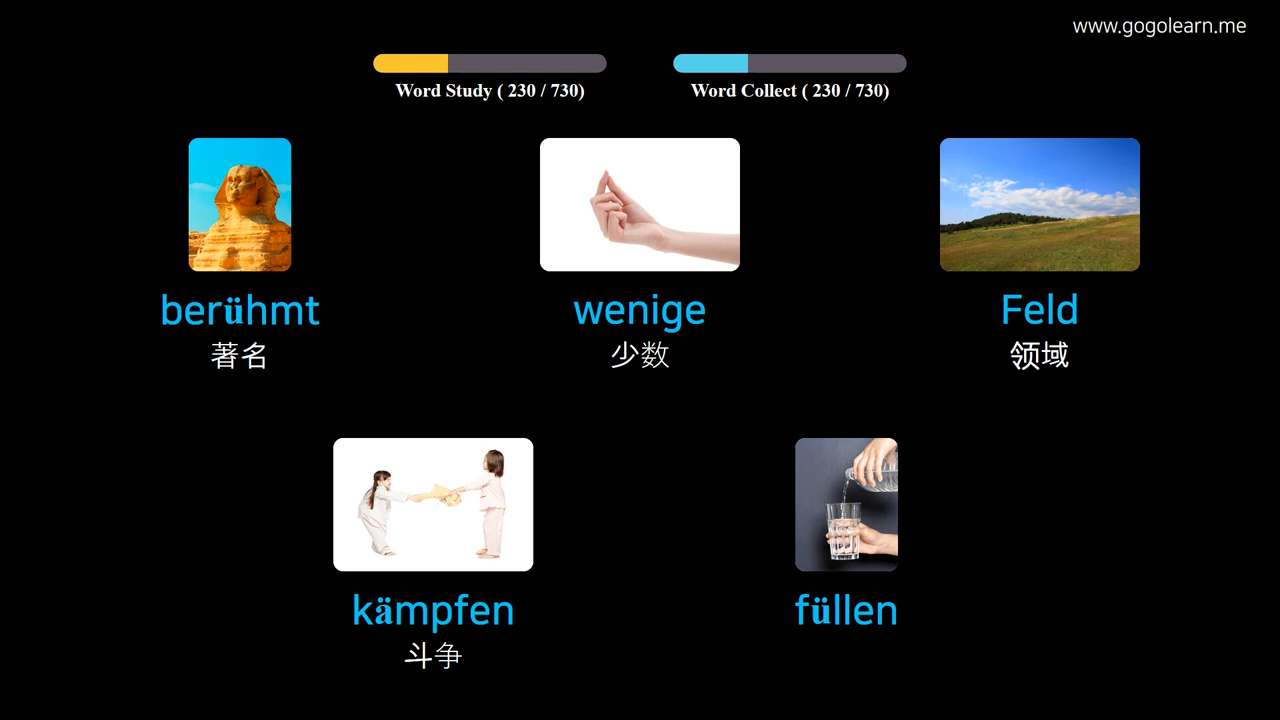 www.gogolearn.me
Word Study ( 230 / 730)
Word Collect ( 230 / 730)
berühmt
著名
wenige
少数
Feld
领域
kämpfen
斗争
füllen